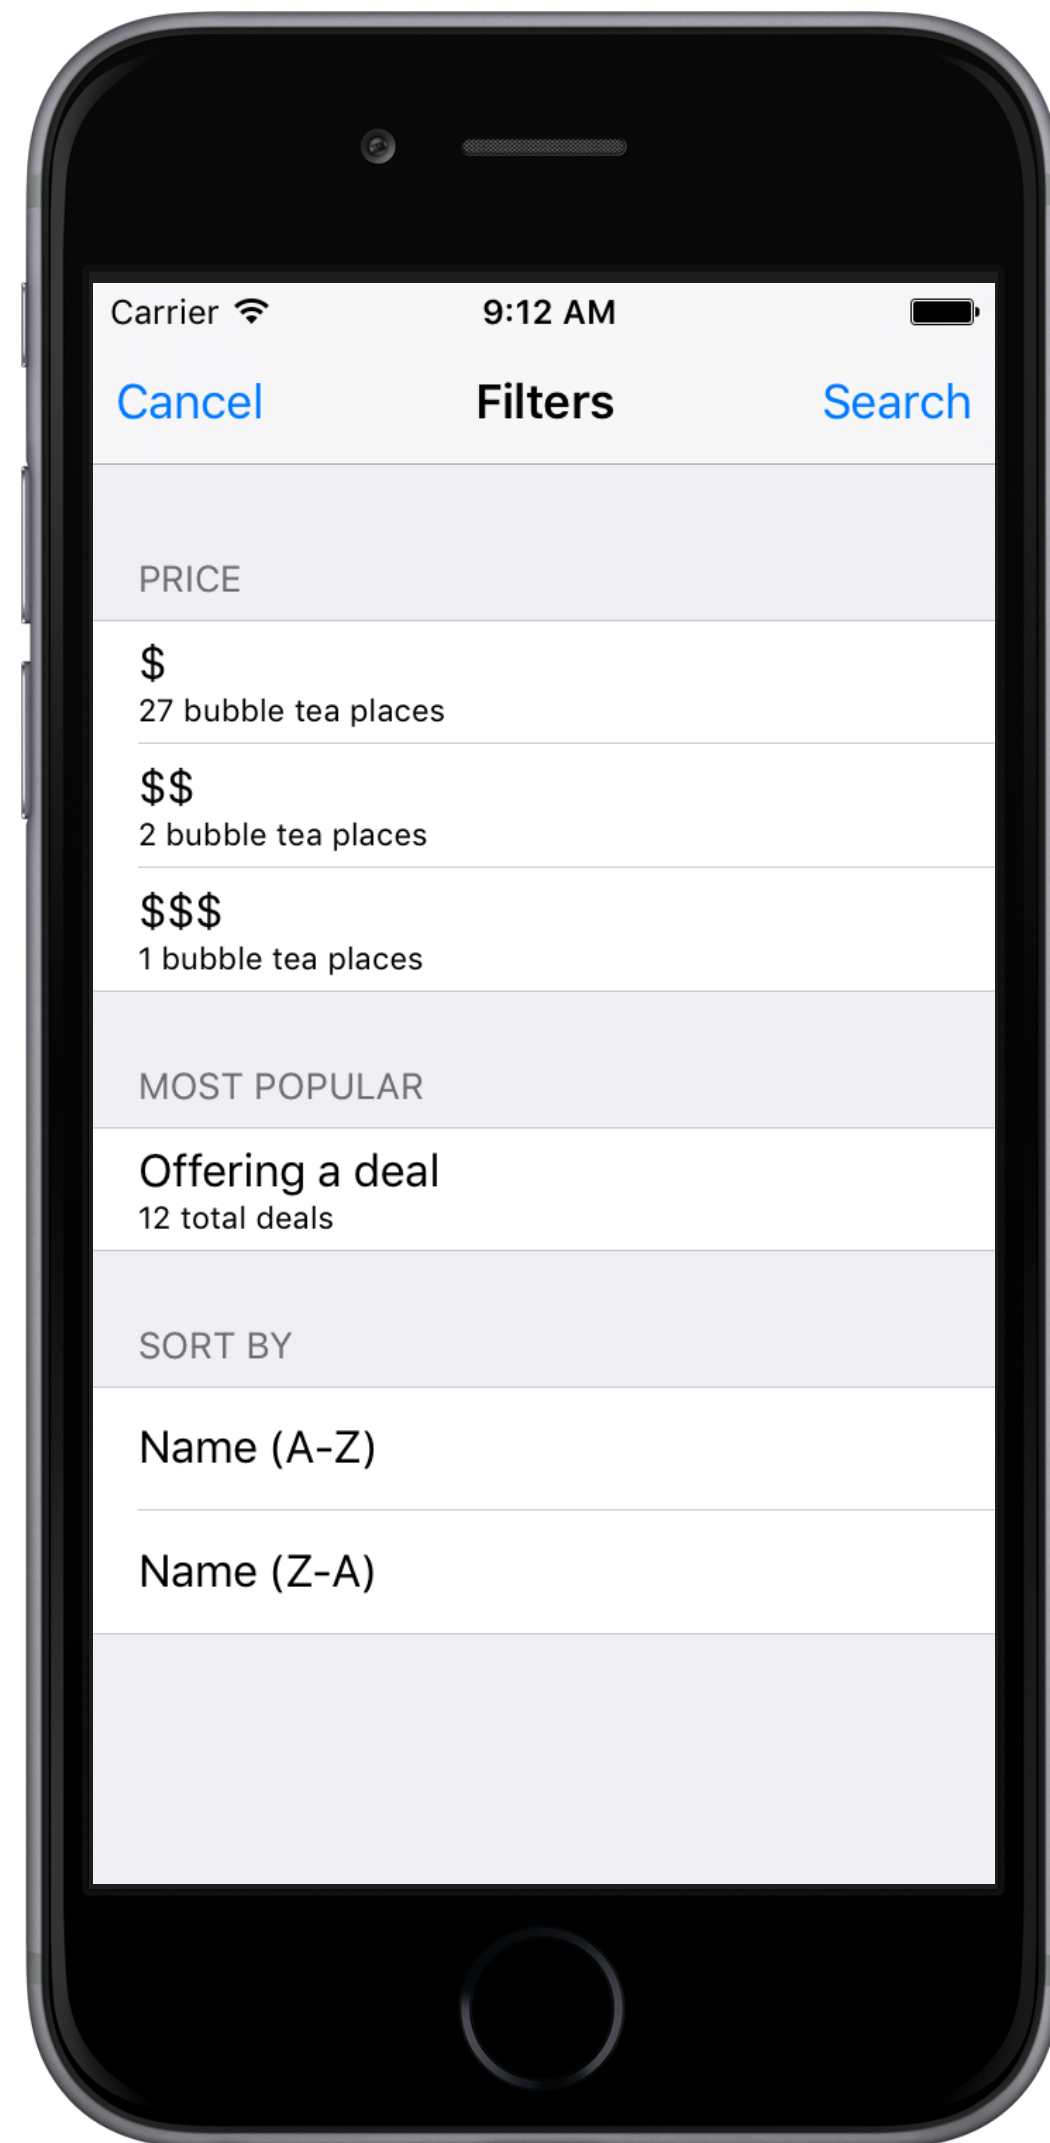 Carrier 9:12 AM
Cancel Filters Search
PRICE
$
27 bubble tea places
$$
2 bubble tea places
$$$
1 bubble tea places
MOST POPULAR
Offering a deal
12 total deals
SORT BY
Name (A-Z)
Name (Z-A)